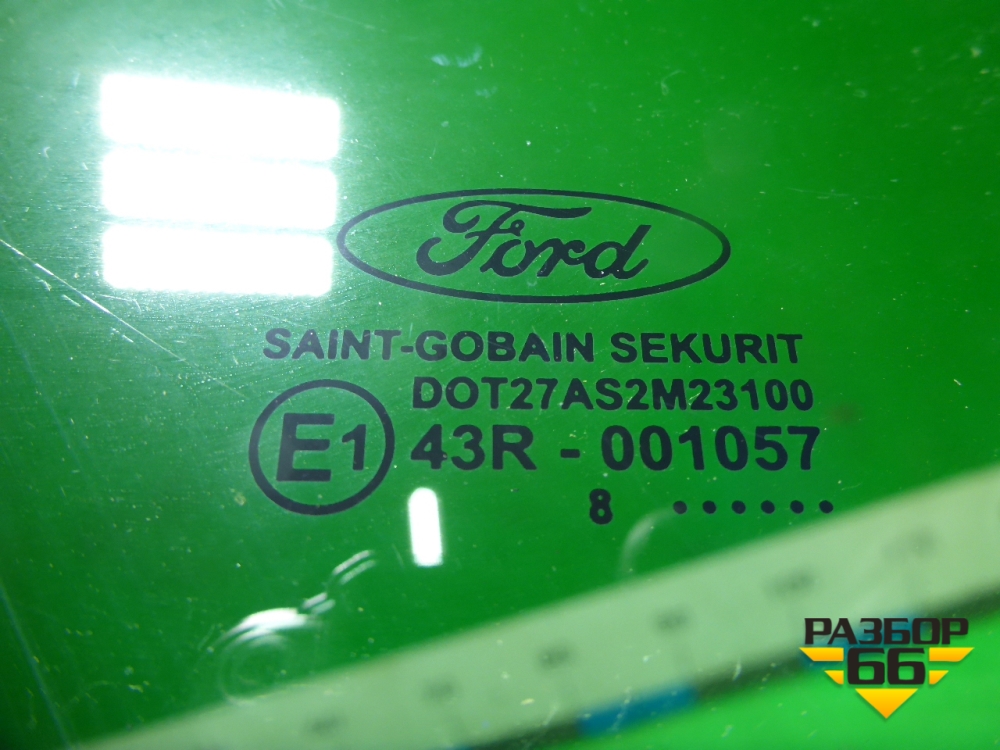 Ford
SAINT-GOBAIN SEKURIT
DOT27AS2M23100
E1 43R - 001057
8 ●●●●●●
РАЗБОР
66